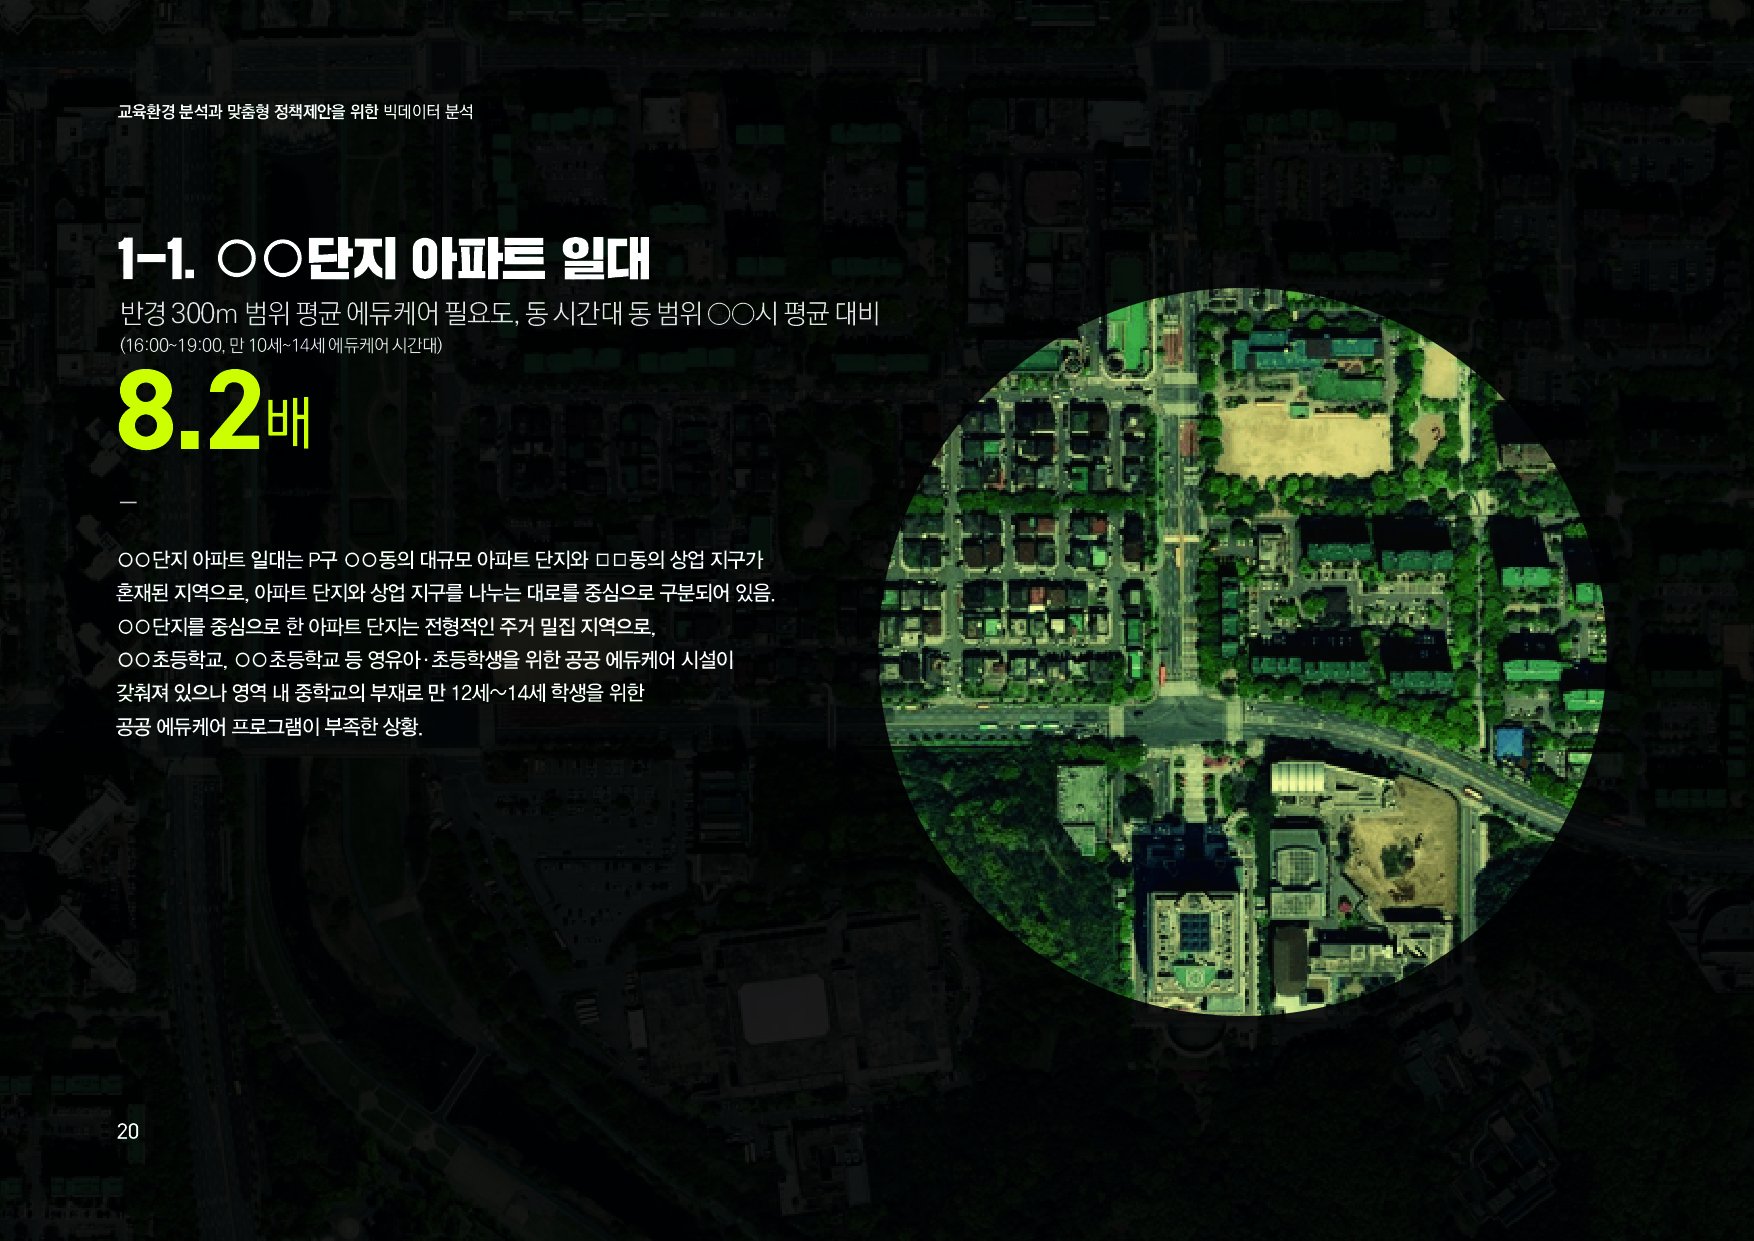 교육환경 분석과 맞춤형 정책제안을 위한 빅데이터 분석
1-1. ○○단지 아파트 일대
반경 300m 범위 평균 에듀케어 필요도, 동 시간대 동 범위 ○○시 평균 대비
(16:00~19:00, 만 10세~14세 에듀케어 시간대)
8.2배
—
○○단지 아파트 일대는 P구 ○○동의 대규모 아파트 단지와 □□동의 상업 지구가
혼재된 지역으로, 아파트 단지와 상업 지구를 나누는 대로를 중심으로 구분되어 있음.
○○단지를 중심으로 한 아파트 단지는 전형적인 주거 밀집 지역으로,
○○초등학교, ○○초등학교 등 영유아·초등학생을 위한 공공 에듀케어 시설이
갖춰져 있으나 영역 내 중학교의 부재로 만 12세~14세 학생을 위한
공공 에듀케어 프로그램이 부족한 상황.
20